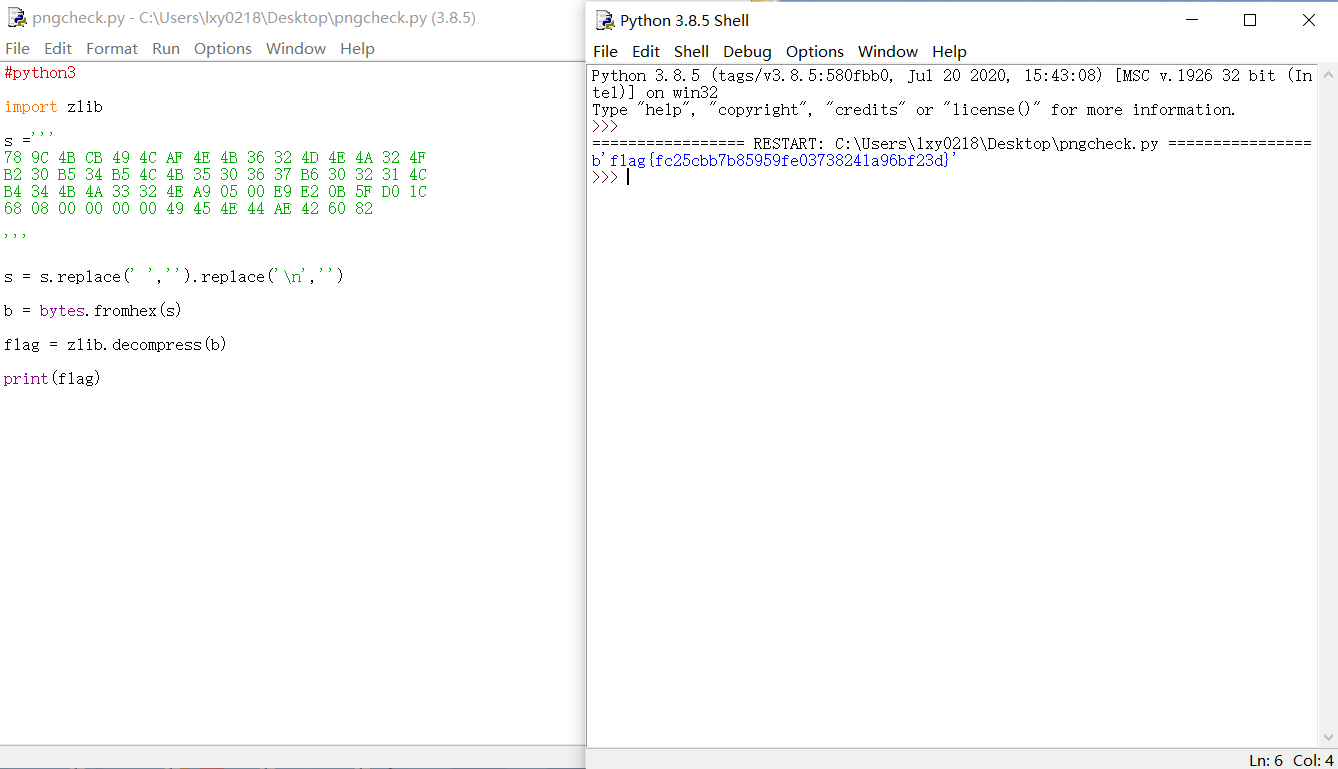 pngcheck.py - C:\Users\lxy0218\Desktop\pngcheck.py (3.8.5)
File Edit Format Run Options Window Help
#python3
import zlib
s ='''
78 9C 4B CB 49 4C AF 4E 4B 36 32 4D 4E 4A 32 4F
B2 30 B5 34 B5 4C 4B 35 30 36 37 B6 30 32 31 4C
B4 34 4B 4A 33 32 4E A9 05 00 E9 E2 0B 5F D0 1C
68 08 00 00 00 00 49 45 4E 44 AE 42 60 82
'''
s = s.replace(' ','').replace('\n','')
b = bytes.fromhex(s)
flag = zlib.decompress(b)
print(flag)
Python 3.8.5 Shell
File Edit Shell Debug Options Window Help
Python 3.8.5 (tags/v3.8.5:580fbb0, Jul 20 2020, 15:43:08) [MSC v.1926 32 bit (In
tel)] on win32
Type "help", "copyright", "credits" or "license()" for more information.
>>>
================= RESTART: C:\Users\lxy0218\Desktop\pngcheck.py ================
b'flag{fc25cbb7b85959fe03738241a96bf23d}'
>>>
Ln: 6 Col: 4